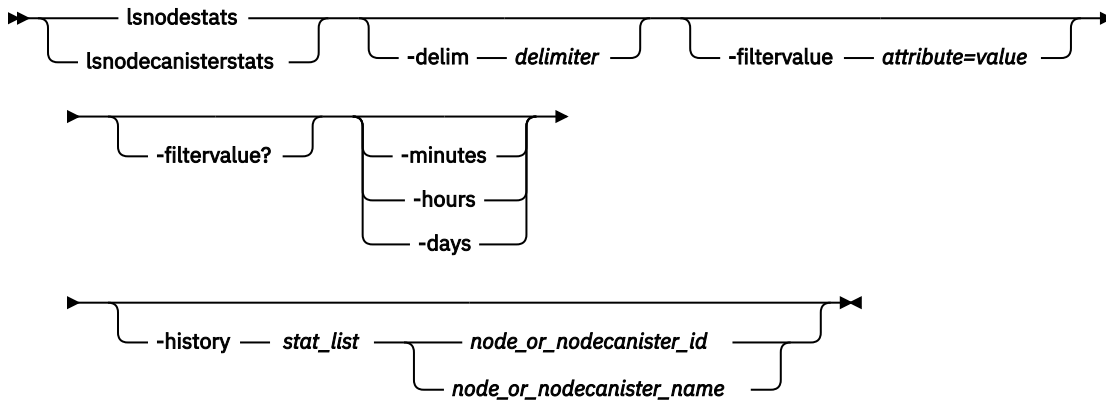 lsnodestats
lsnodecanisterstats
-delim delimiter
-filtervalue attribute=value
-filtervalue?
-minutes
-hours
-days
-history stat_list node_or_nodecanister_id
node_or_nodecanister_name